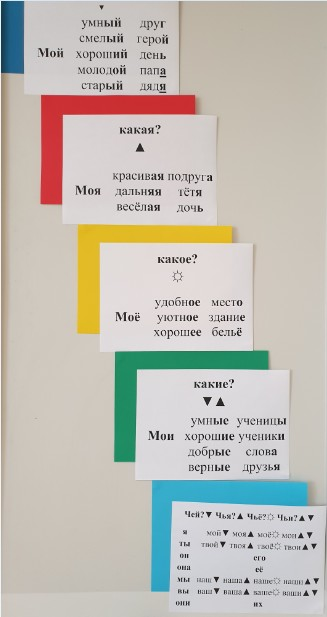 ▼
умный друг
смелый герой
Мой хороший день
молодой папа
старый дядя
какая?
▲
красивая подруга
Моя дальняя тётя
весёлая дочь
какое?
☼
удобное место
Моё уютное здание
хорошее бельё
какие?
▼▲
умные ученицы
Мои хорошие ученики
добрые слова
верные друзья
Чей?▼ Чья?▲ Чьё?☼ Чьи?▲▼
я мой▼ моя▲ моё☼ мои▲▼
ты твой▼ твоя▲ твоё☼ твои▲▼
он его
она её
мы наш▼ наша▲ наше☼ наши▲▼
вы ваш▼ ваша▲ ваше☼ ваши▲▼
они их